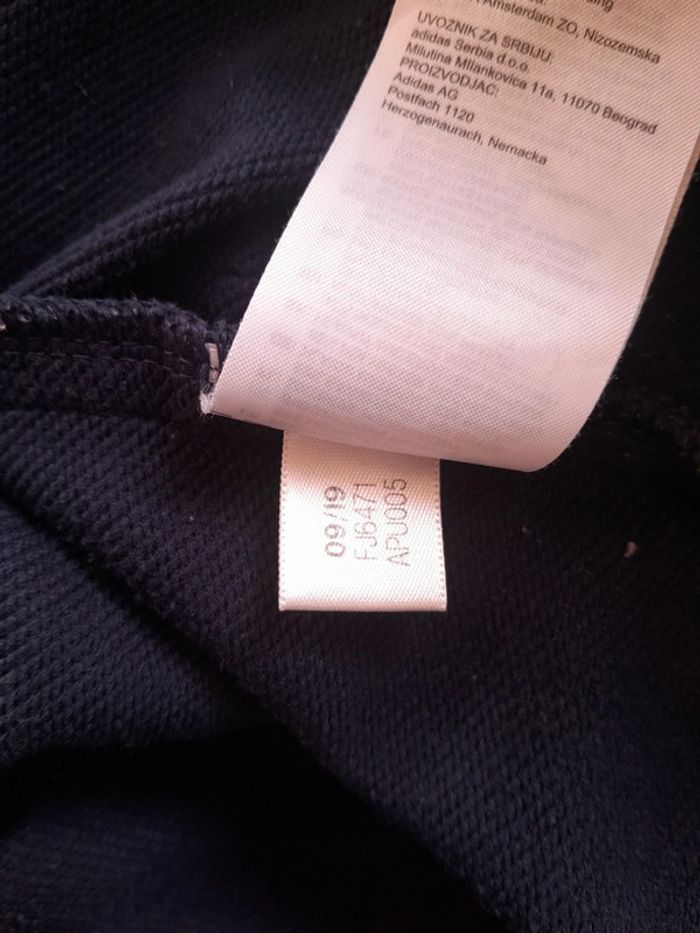 Amsterdam ZO, Nizozemska
UVOZNIK ZA SRBIJU:
adidas Serbia d.o.o.
Milutina Milankovica 11a, 11070 Beograd
PROIZVODJAC:
Adidas AG
Postfach 1120
Herzogenaurach, Nemacka
09/19
FJ6471
APU005